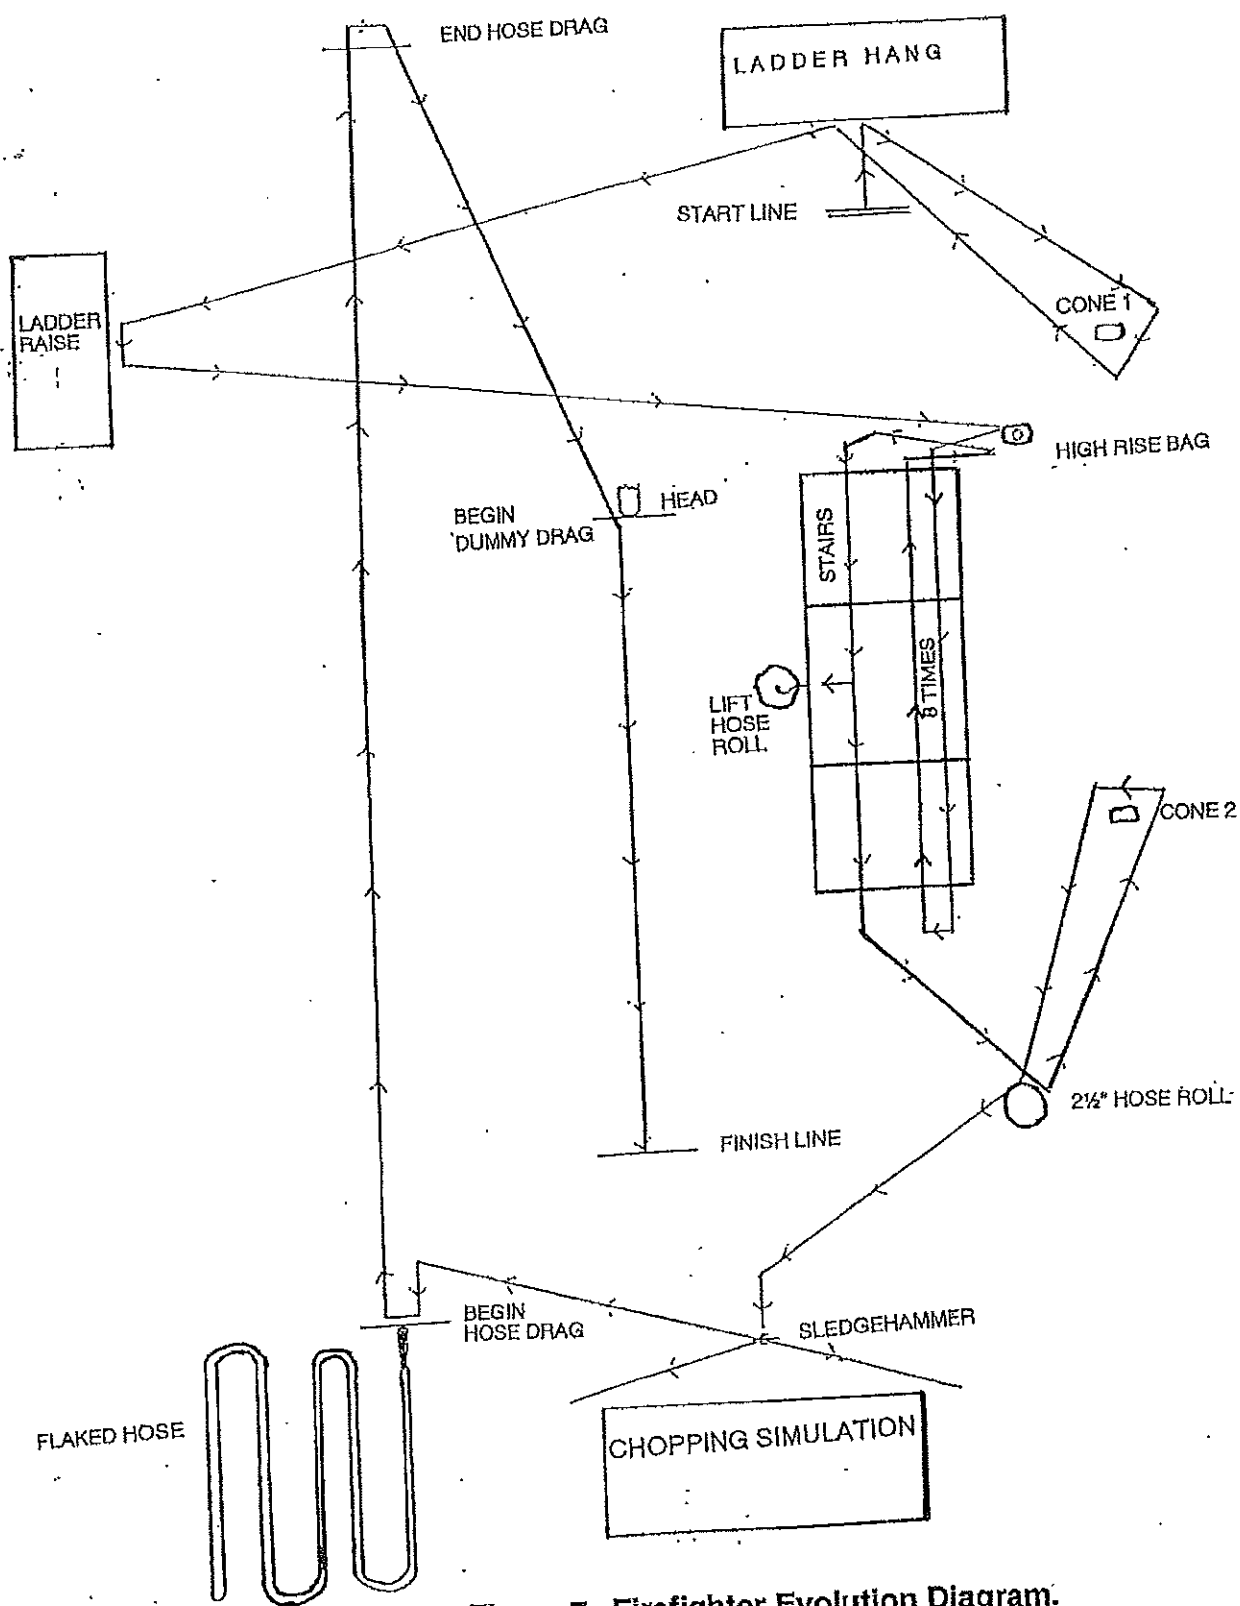 END HOSE DRAG
LADDER HANG
START LINE
LADDER
RAISE
CONE 1
HIGH RISE BAG
BEGIN
DUMMY DRAG
HEAD
STAIRS
8 TIMES
LIFT
HOSE
ROLL
CONE 2
2½" HOSE ROLL
FINISH LINE
BEGIN
HOSE DRAG
SLEDGEHAMMER
FLAKED HOSE
CHOPPING SIMULATION
Firefighter Evolution Diagram.